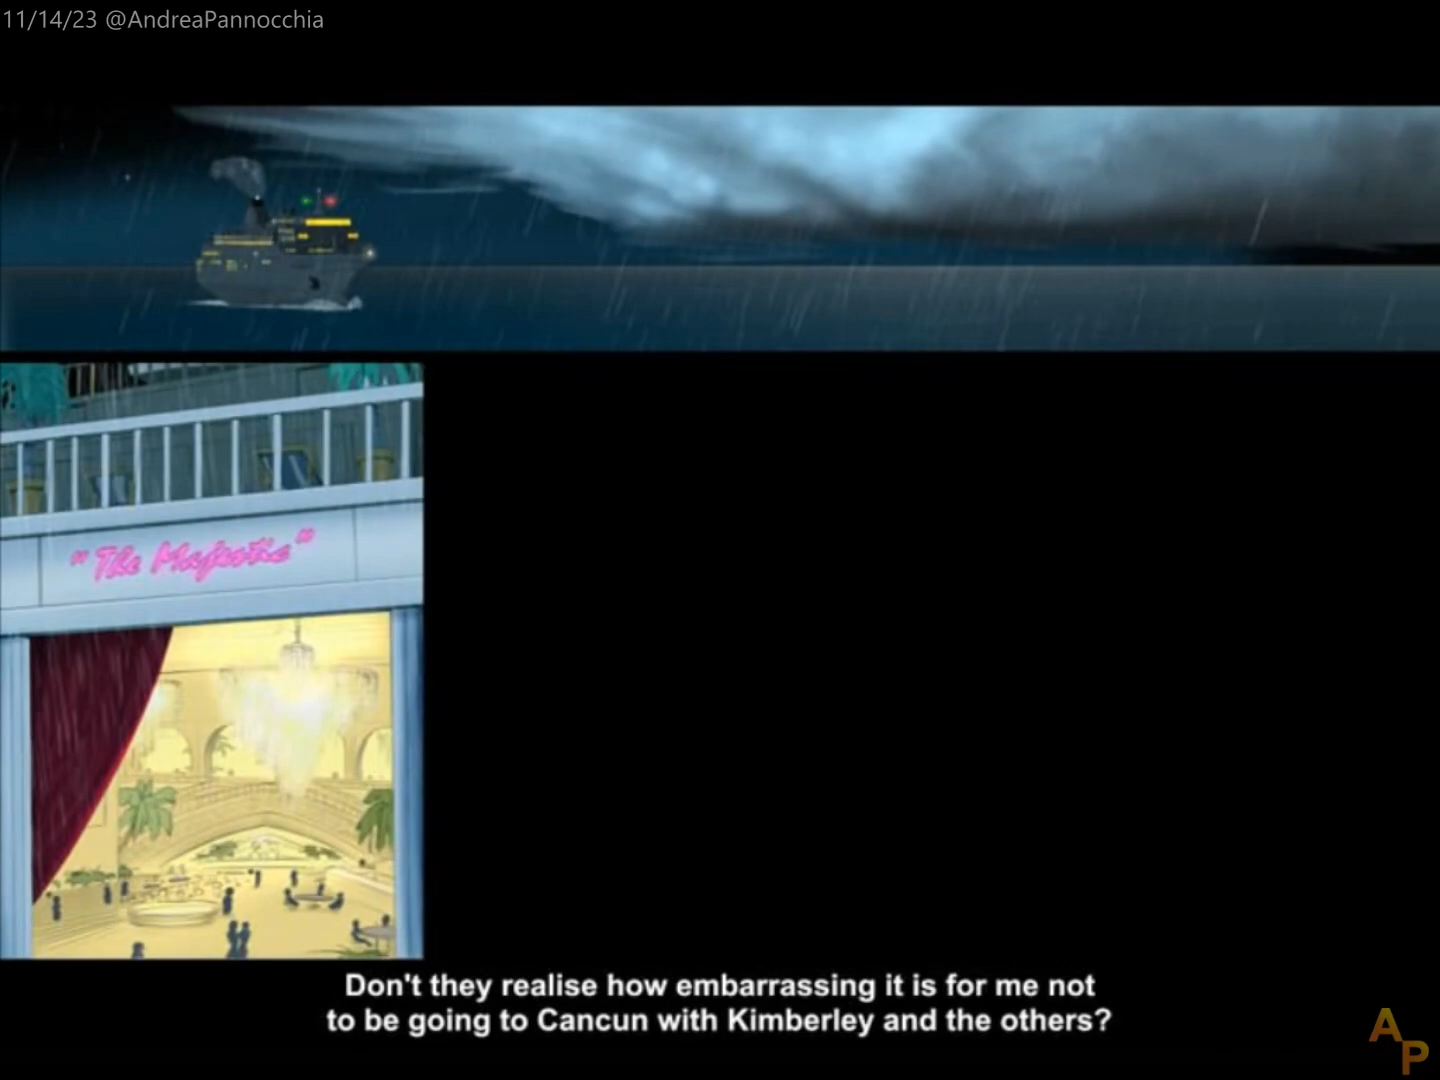 11/14/23 @AndreaPannocchia
"The Majestic"
Don't they realise how embarrassing it is for me not
to be going to Cancun with Kimberley and the others?
AP